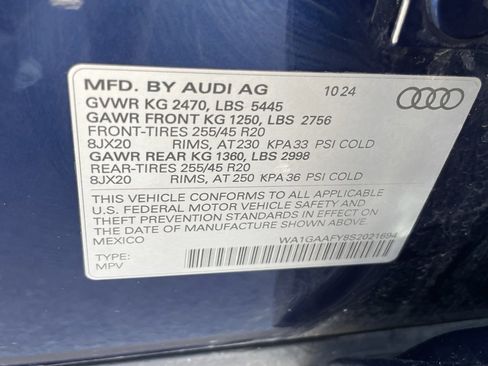 MFD. BY AUDI AG 10 24
GVWR KG 2470, LBS 5445
GAWR FRONT KG 1250, LBS 2756
FRONT-TIRES 255/45 R20
8JX20 RIMS, AT 230 KPA 33 PSI COLD
GAWR REAR KG 1360, LBS 2998
REAR-TIRES 255/45 R20
8JX20 RIMS, AT 250 KPA 36 PSI COLD
THIS VEHICLE CONFORMS TO ALL APPLICABLE
U.S. FEDERAL MOTOR VEHICLE SAFETY AND
THEFT PREVENTION STANDARDS IN EFFECT ON
THE DATE OF MANUFACTURE SHOWN ABOVE.
MEXICO WA1GAAFY8S2021694
TYPE:
MPV